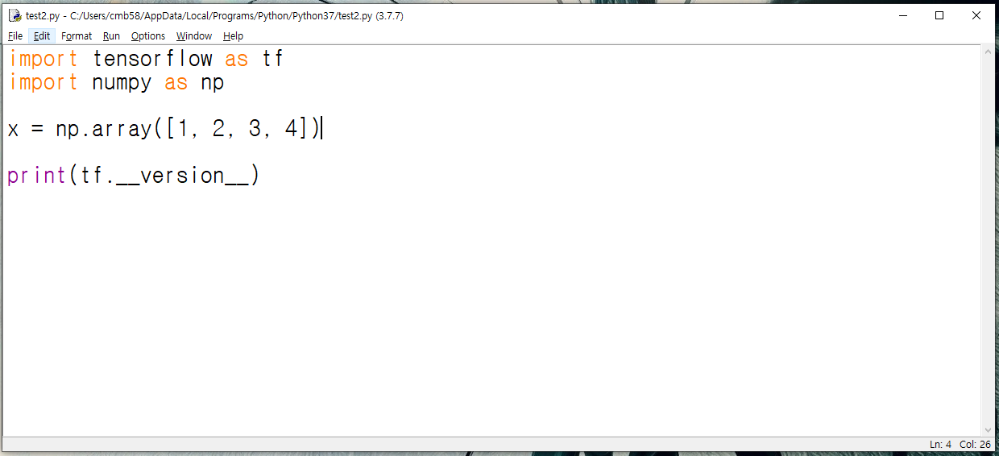 test2.py - C:/Users/cmb58/AppData/Local/Programs/Python/Python37/test2.py (3.7.7)
File Edit Format Run Options Window Help
import tensorflow as tf
import numpy as np
x = np.array([1, 2, 3, 4])
print(tf.__version__)
Ln: 4 Col: 26